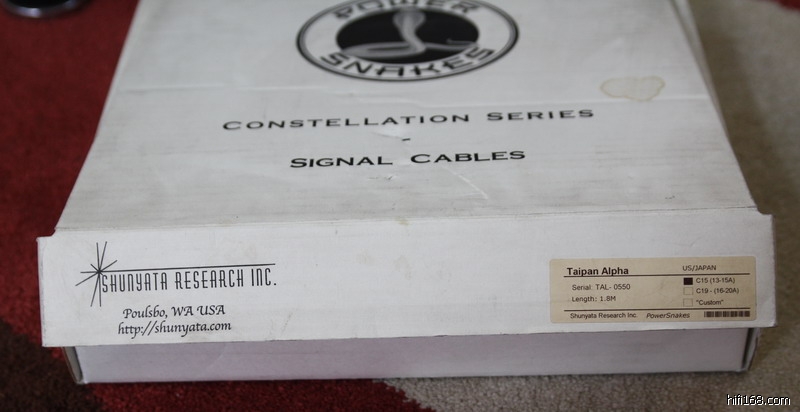 POWER
SNAKES
CONSTELLATION SERIES
-
SIGNAL CABLES
SHUNYATA RESEARCH INC.
Poulsbo, WA USA
http://shunyata.com
Taipan Alpha
US/JAPAN
Serial: TAL- 0550
C15 (13-15A)
C19 - (16-20A)
Length: 1.8M
"Custom"
Shunyata Research Inc.
PowerSnakes
hifi168.com